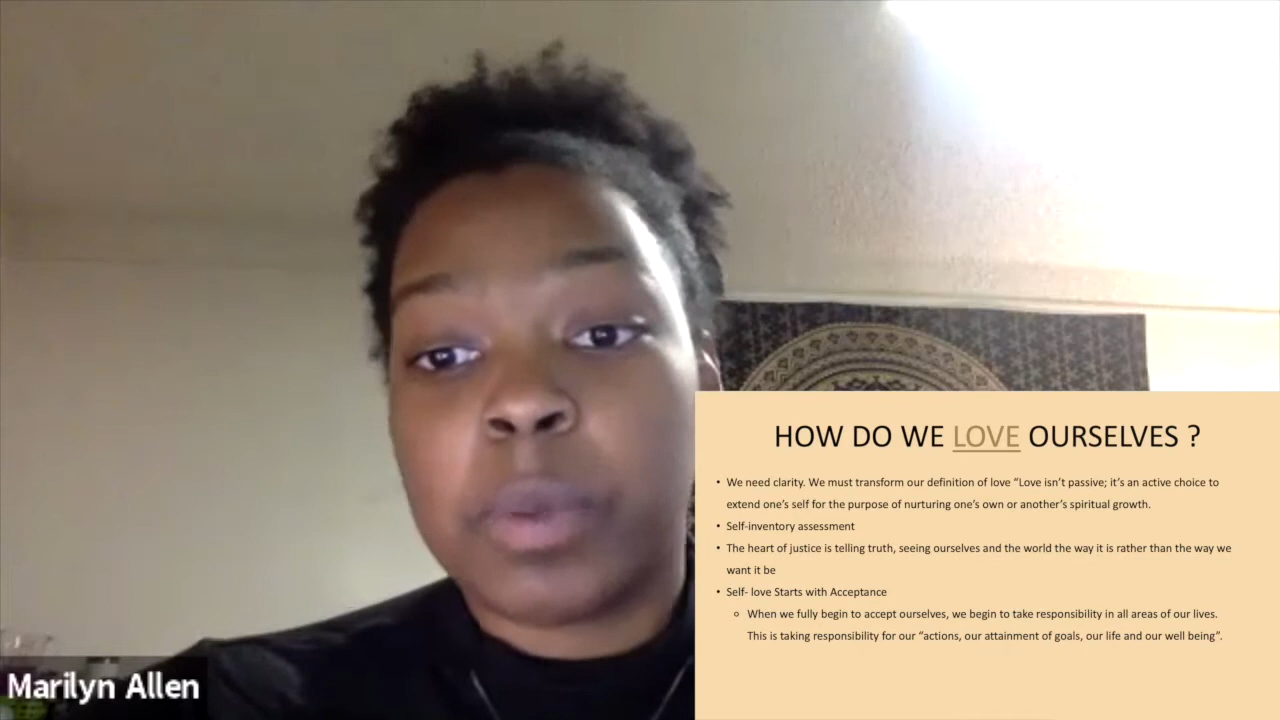 HOW DO WE LOVE OURSELVES ?
• We need clarity. We must transform our definition of love “Love isn’t passive; it’s an active choice to
extend one’s self for the purpose of nurturing one’s own or another’s spiritual growth.
• Self-inventory assessment
• The heart of justice is telling truth, seeing ourselves and the world the way it is rather than the way we
want it be
• Self- love Starts with Acceptance
o When we fully begin to accept ourselves, we begin to take responsibility in all areas of our lives.
This is taking responsibility for our “actions, our attainment of goals, our life and our well being”.
Marilyn Allen